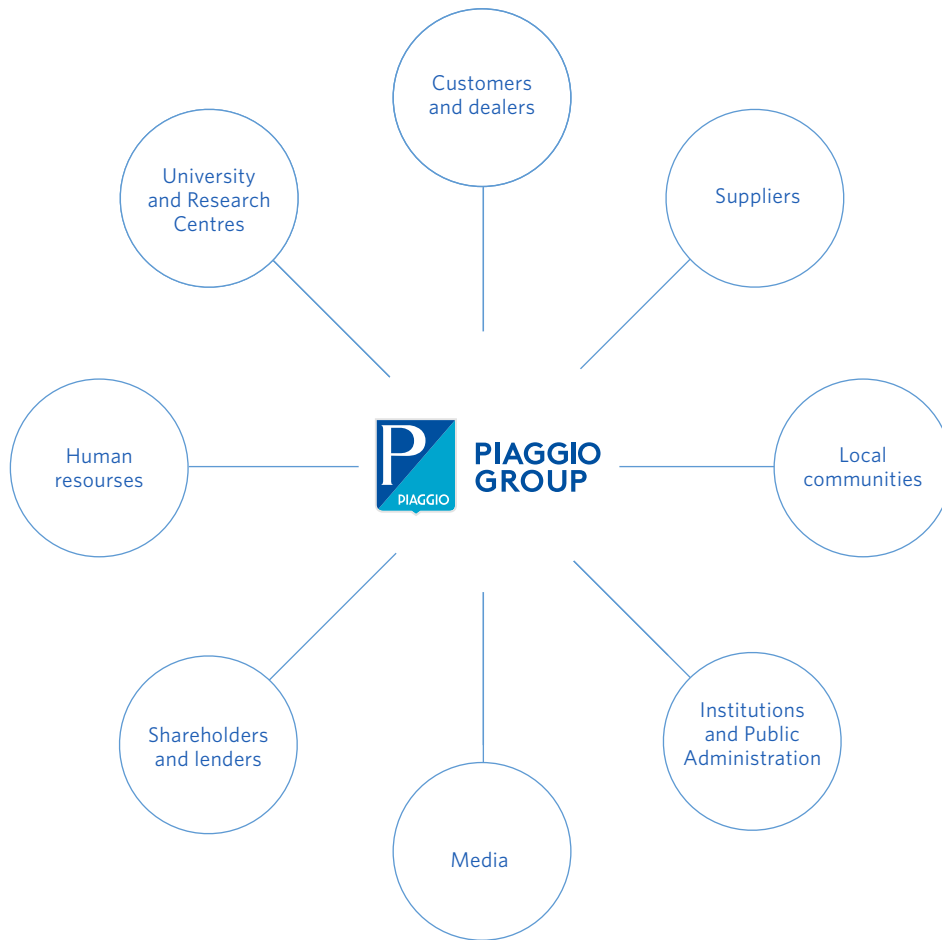 Customers
and dealers
University
and Research
Centres
Suppliers
Human
resourses
P
PIAGGIO
PIAGGIO
GROUP
Local
communities
Shareholders
and lenders
Institutions
and Public
Administration
Media